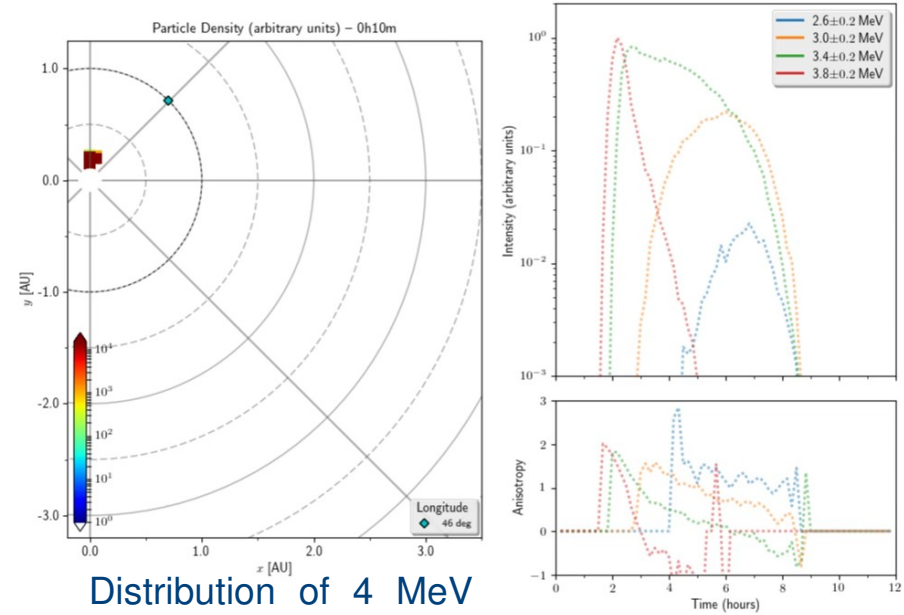 Particle Density (arbitrary units) – 0h10m
1.0
0.0
-1.0
-2.0
-3.0
y [AU]
10⁴
10³
10²
10¹
10⁰
Longitude
46 deg
0.0 1.0 2.0 3.0
x [AU]
Distribution of 4 MeV
2.6±0.2 MeV
3.0±0.2 MeV
3.4±0.2 MeV
3.8±0.2 MeV
10⁰
10⁻¹
10⁻²
10⁻³
Intensity (arbitrary units)
3
2
1
0
−1
Anisotropy
0 2 4 6 8 10 12
Time (hours)